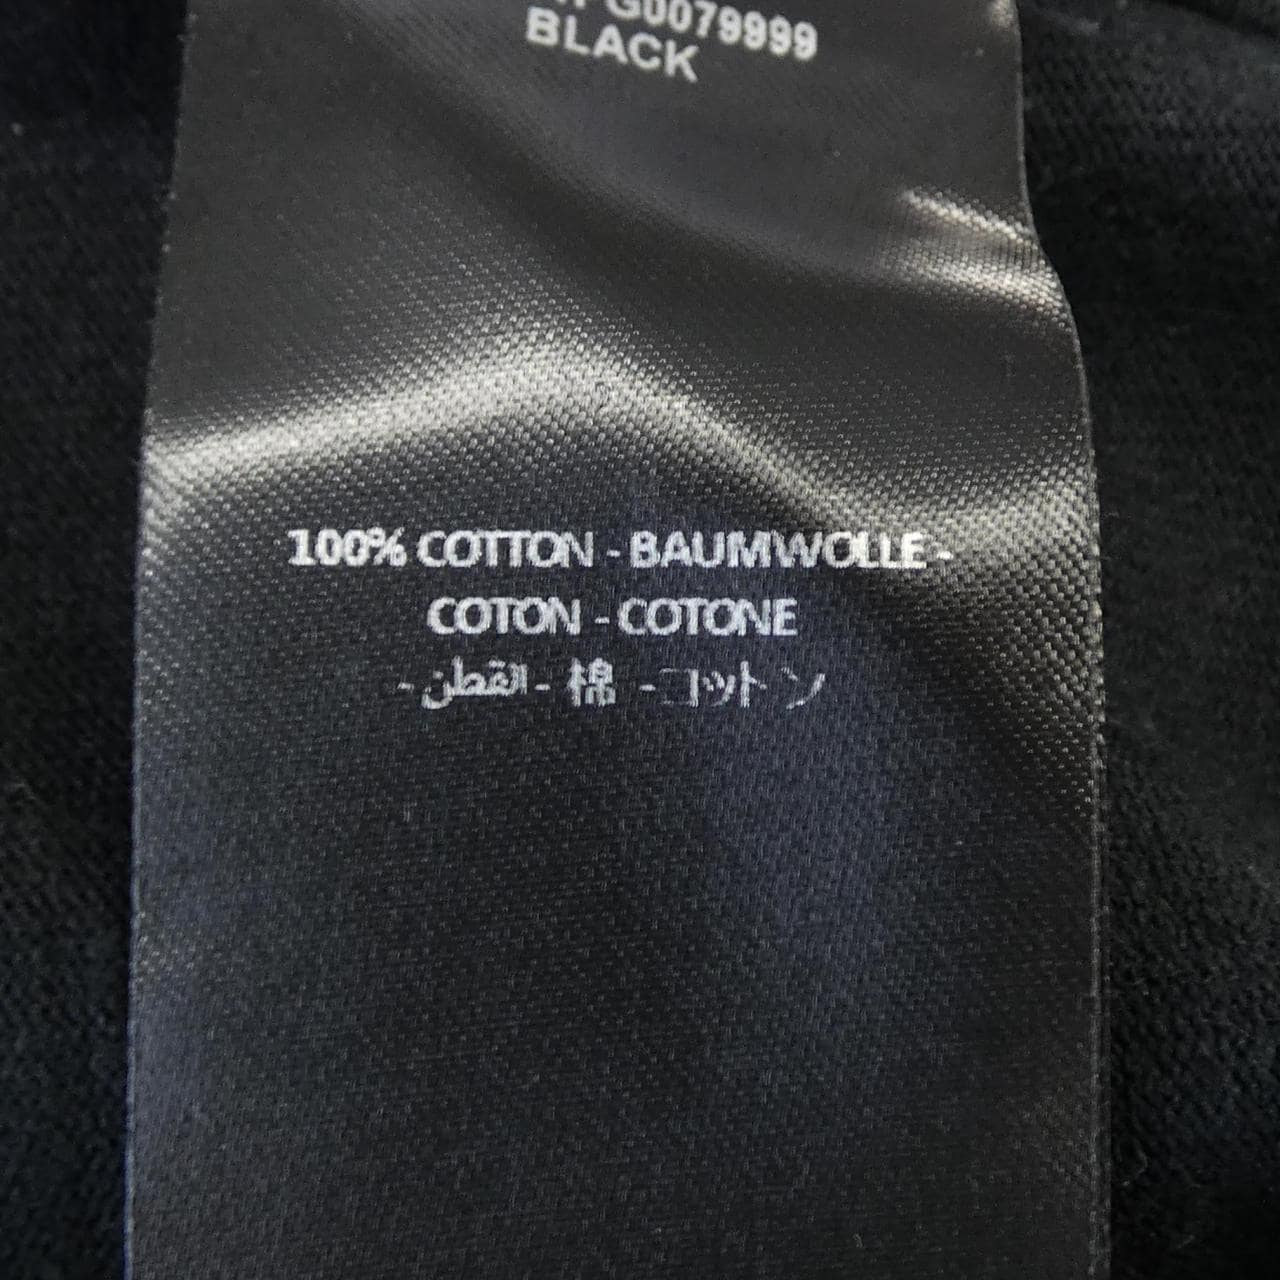 G0079999
BLACK
100% COTTON - BAUMWOLLE -
COTON - COTONE
- القطن - 棉 - コットン